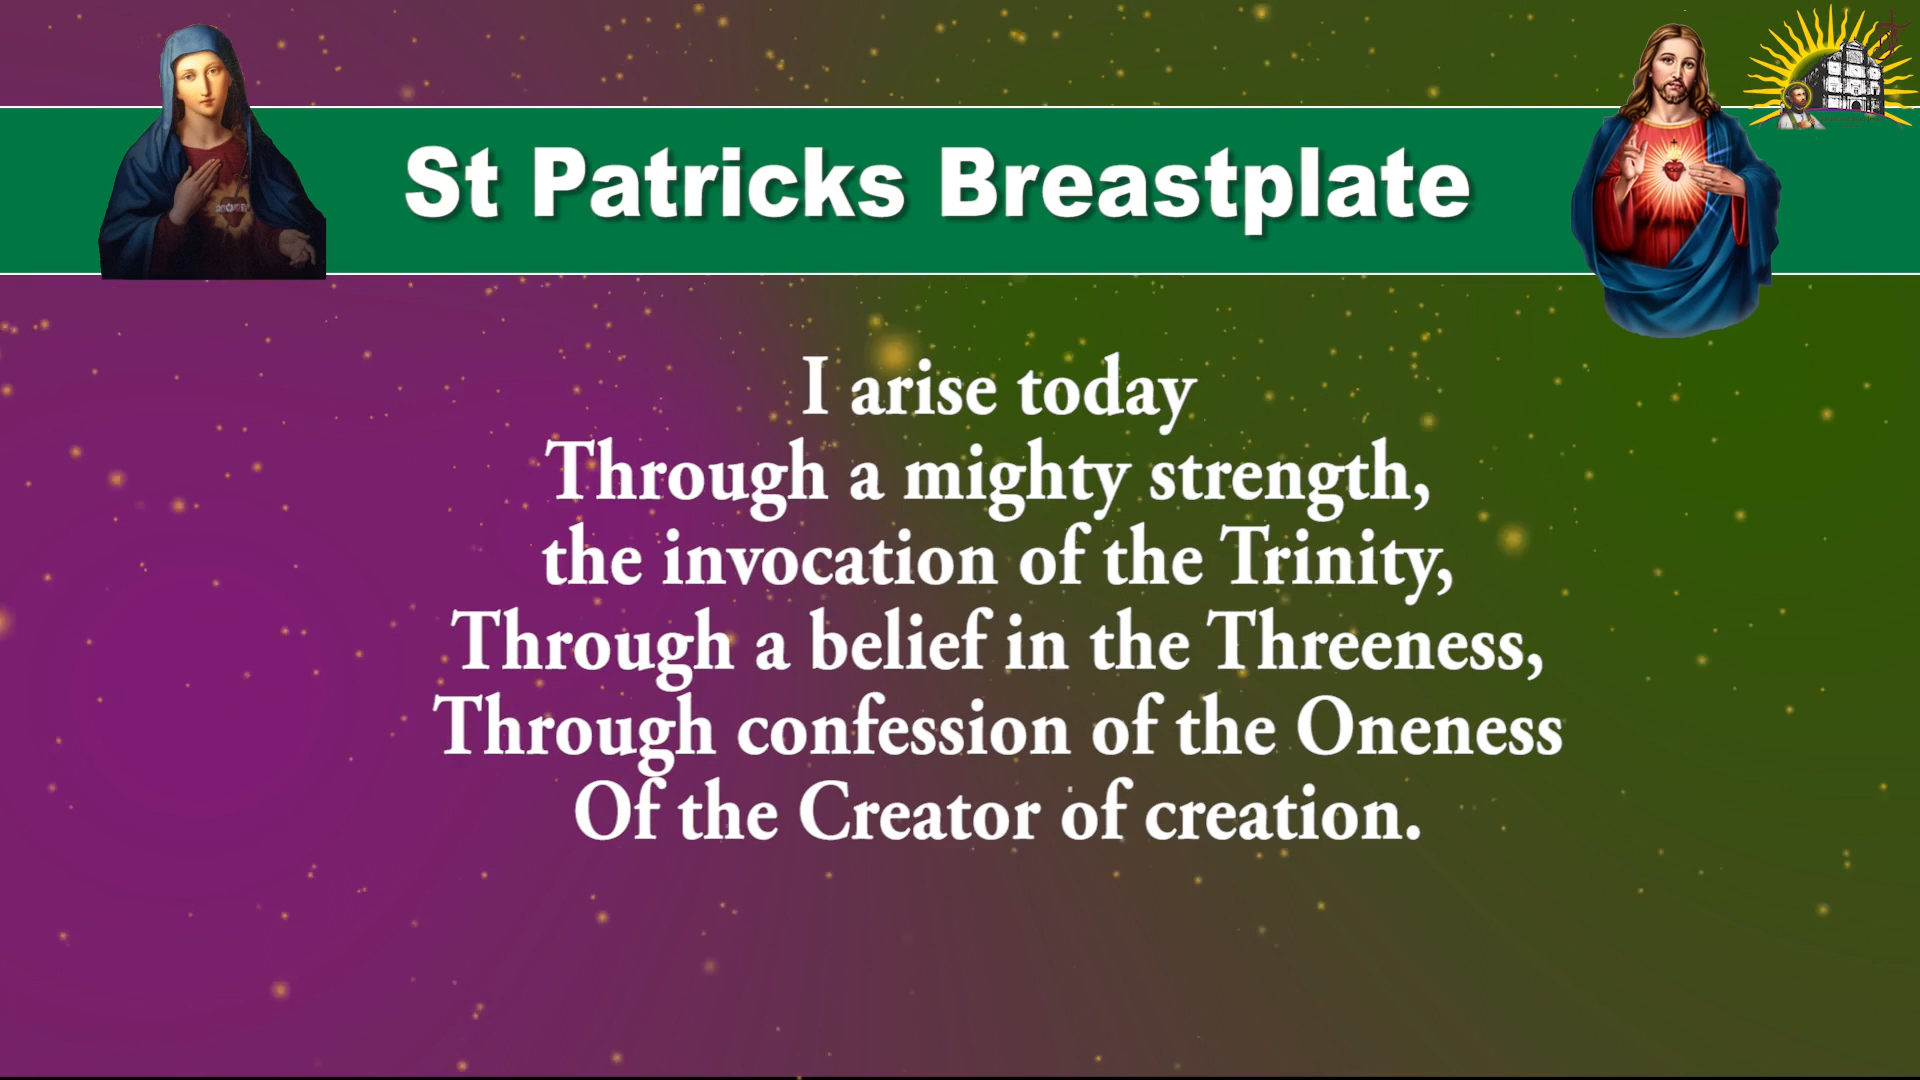 St Patricks Breastplate
I arise today
Through a mighty strength,
the invocation of the Trinity,
Through a belief in the Threeness,
Through confession of the Oneness
Of the Creator of creation.